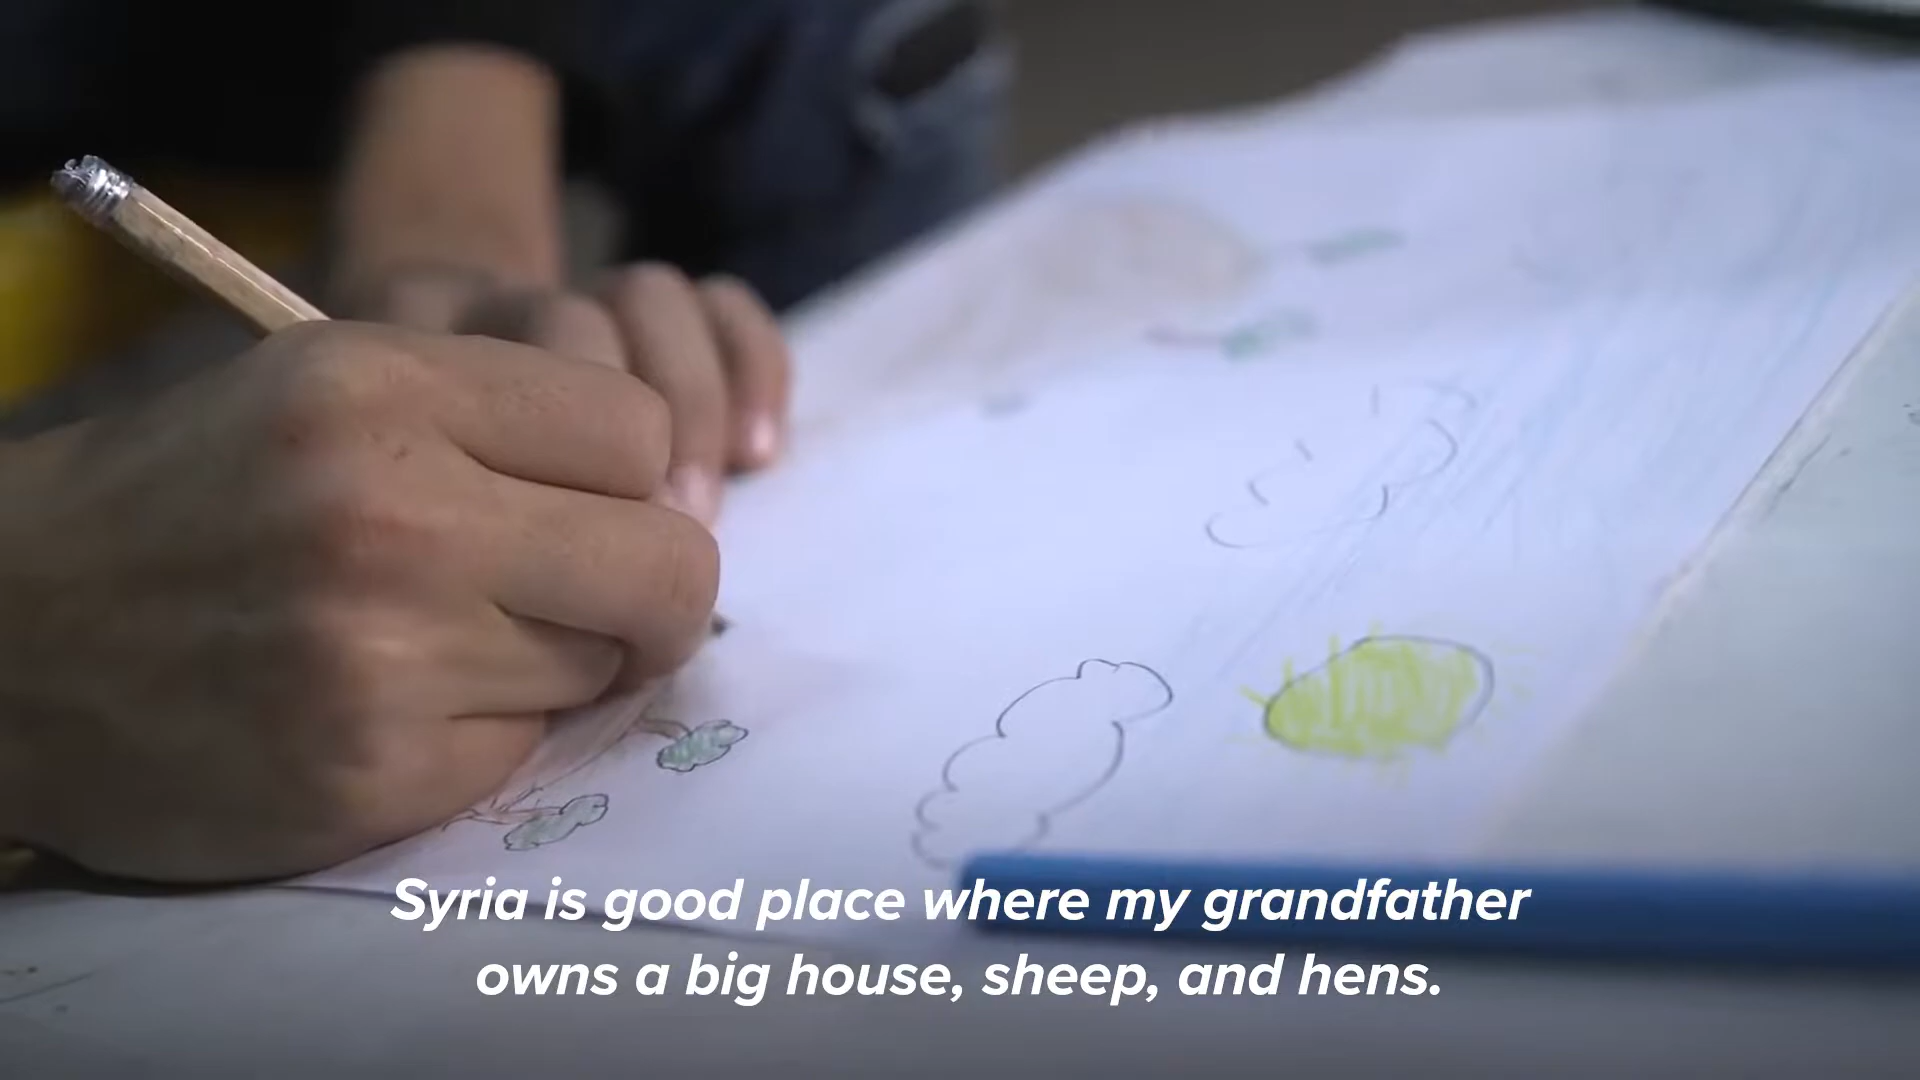 Syria is good place where my grandfather
owns a big house, sheep, and hens.